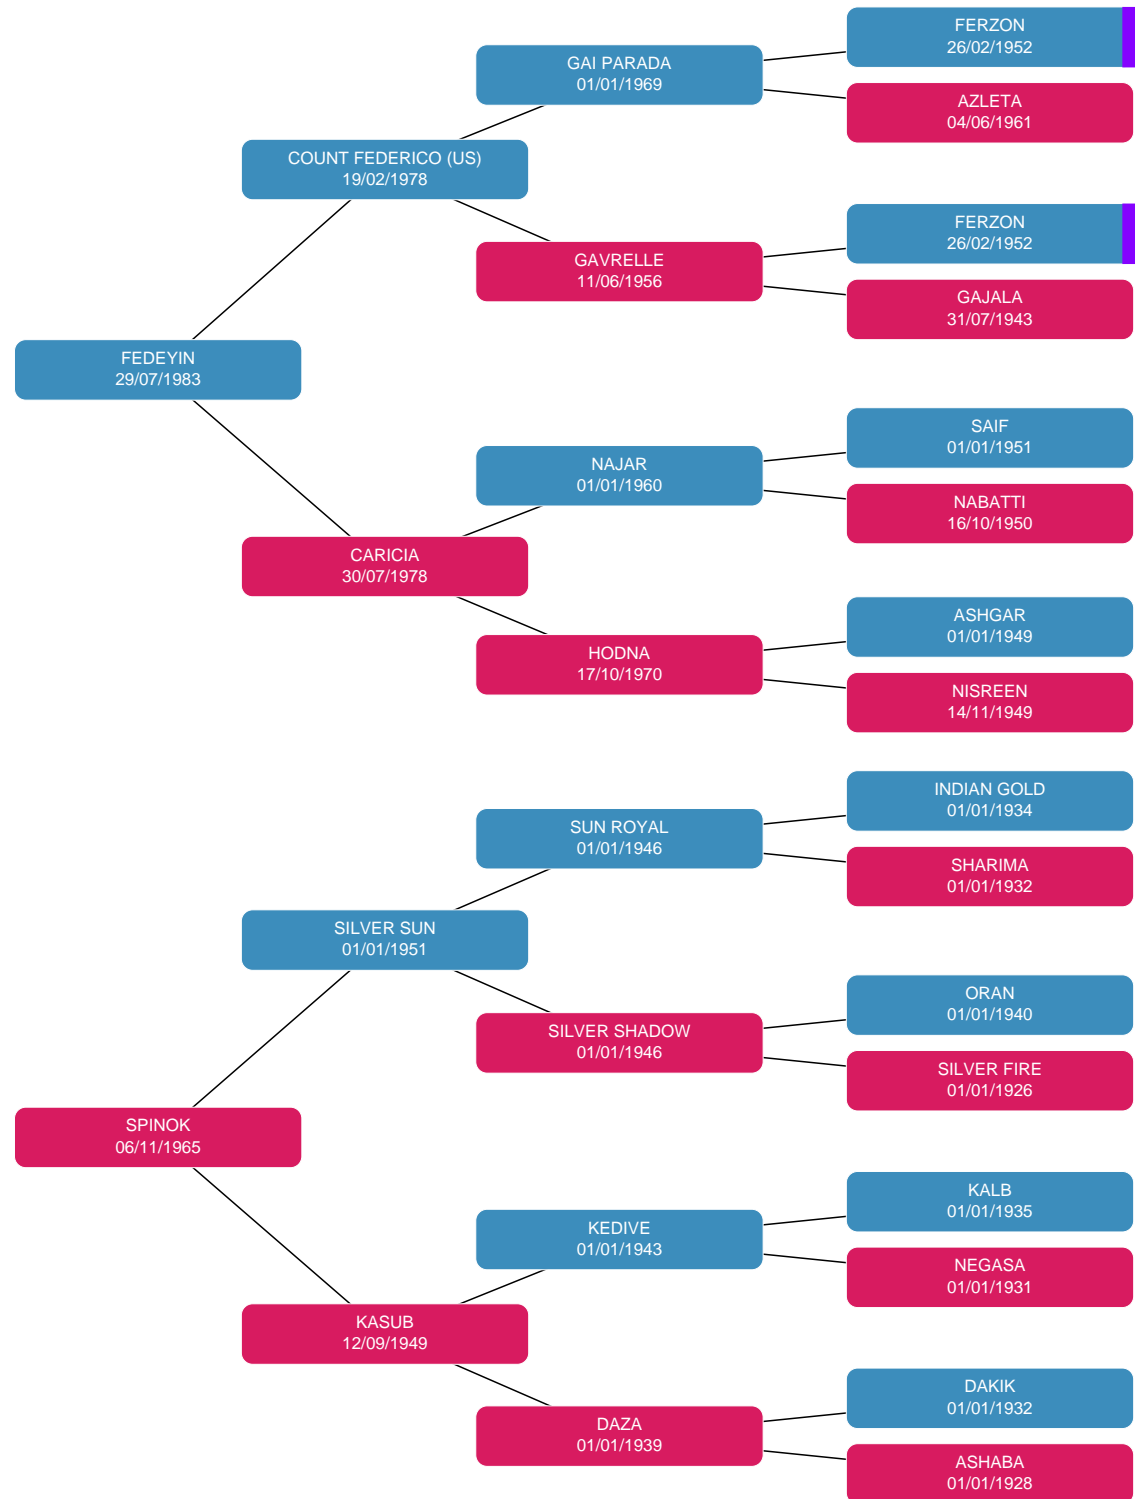 FERZON
26/02/1952
GAI PARADA
01/01/1969
AZLETA
04/06/1961
COUNT FEDERICO (US)
19/02/1978
FERZON
26/02/1952
GAVRELLE
11/06/1956
GAJALA
31/07/1943
FEDEYIN
29/07/1983
SAIF
01/01/1951
NAJAR
01/01/1960
NABATTI
16/10/1950
CARICIA
30/07/1978
ASHGAR
01/01/1949
HODNA
17/10/1970
NISREEN
14/11/1949
INDIAN GOLD
01/01/1934
SUN ROYAL
01/01/1946
SHARIMA
01/01/1932
SILVER SUN
01/01/1951
ORAN
01/01/1940
SILVER SHADOW
01/01/1946
SILVER FIRE
01/01/1926
SPINOK
06/11/1965
KALB
01/01/1935
KEDIVE
01/01/1943
NEGASA
01/01/1931
KASUB
12/09/1949
DAKIK
01/01/1932
DAZA
01/01/1939
ASHABA
01/01/1928